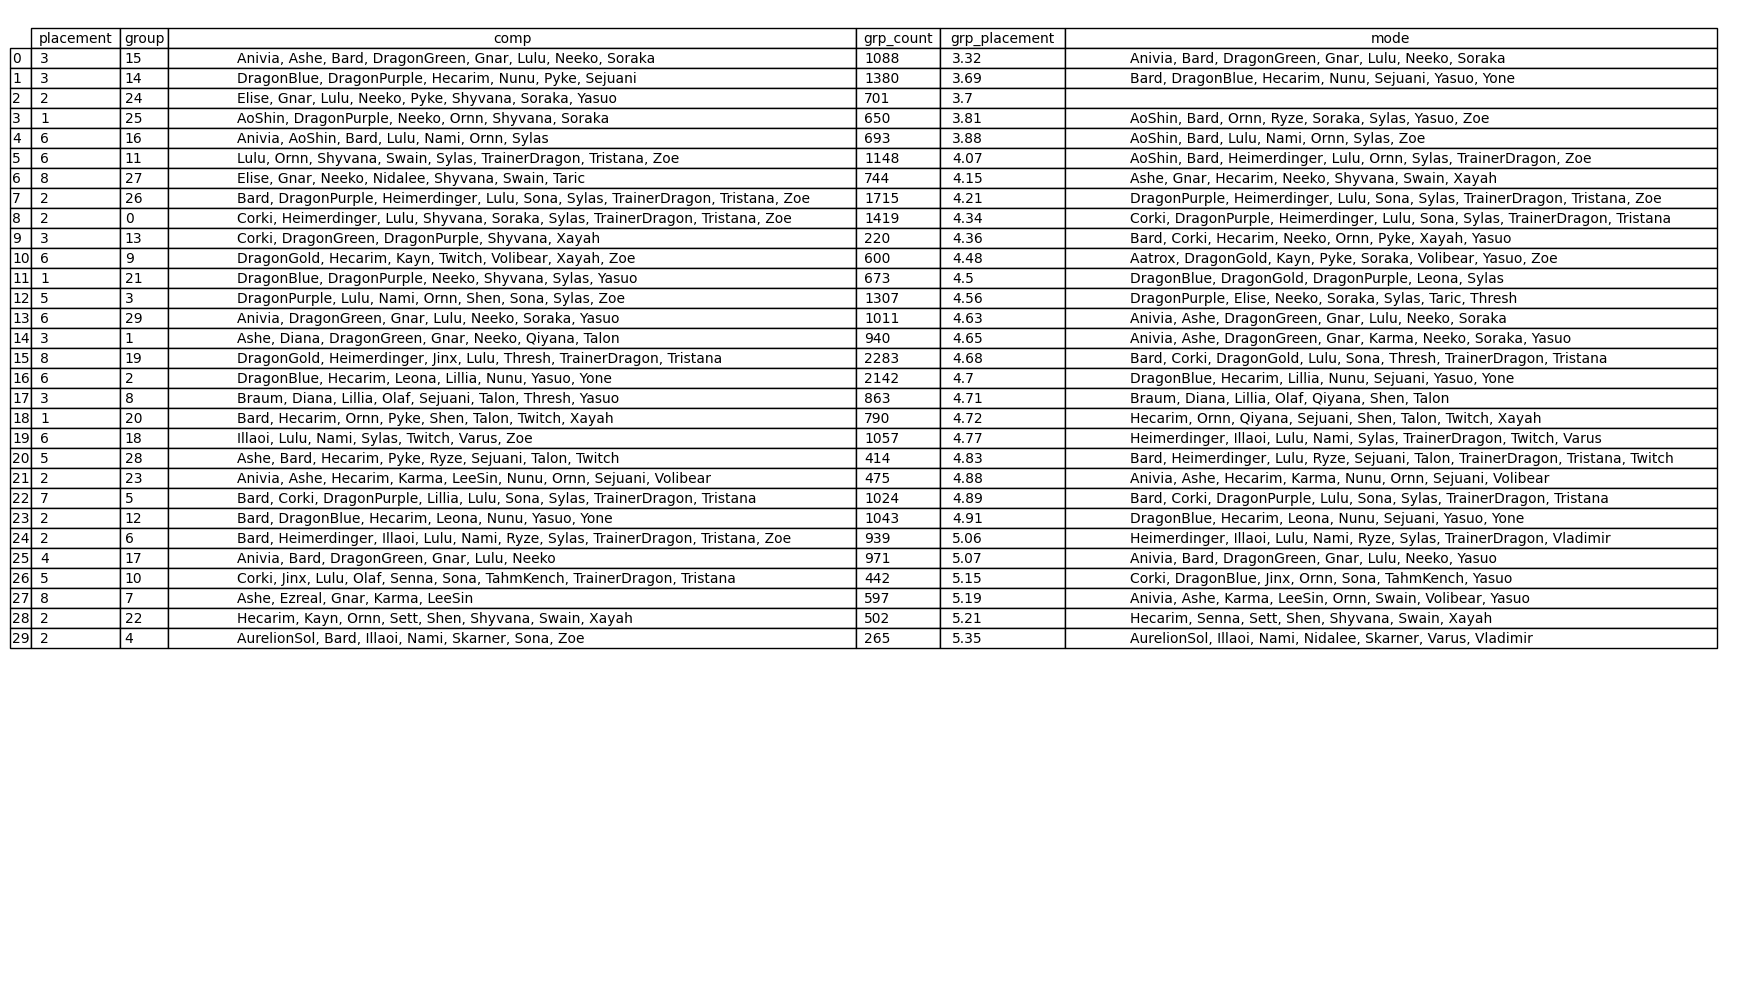 placement group comp grp_count grp_placement mode
0 3 15 Anivia, Ashe, Bard, DragonGreen, Gnar, Lulu, Neeko, Soraka 1088 3.32 Anivia, Bard, DragonGreen, Gnar, Lulu, Neeko, Soraka
1 3 14 DragonBlue, DragonPurple, Hecarim, Nunu, Pyke, Sejuani 1380 3.69 Bard, DragonBlue, Hecarim, Nunu, Sejuani, Yasuo, Yone
2 2 24 Elise, Gnar, Lulu, Neeko, Pyke, Shyvana, Soraka, Yasuo 701 3.7
3 1 25 AoShin, DragonPurple, Neeko, Ornn, Shyvana, Soraka 650 3.81 AoShin, Bard, Ornn, Ryze, Soraka, Sylas, Yasuo, Zoe
4 6 16 Anivia, AoShin, Bard, Lulu, Nami, Ornn, Sylas 693 3.88 AoShin, Bard, Lulu, Nami, Ornn, Sylas, Zoe
5 6 11 Lulu, Ornn, Shyvana, Swain, Sylas, TrainerDragon, Tristana, Zoe 1148 4.07 AoShin, Bard, Heimerdinger, Lulu, Ornn, Sylas, TrainerDragon, Zoe
6 8 27 Elise, Gnar, Neeko, Nidalee, Shyvana, Swain, Taric 744 4.15 Ashe, Gnar, Hecarim, Neeko, Shyvana, Swain, Xayah
7 2 26 Bard, DragonPurple, Heimerdinger, Lulu, Sona, Sylas, TrainerDragon, Tristana, Zoe 1715 4.21 DragonPurple, Heimerdinger, Lulu, Sona, Sylas, TrainerDragon, Tristana, Zoe
8 2 0 Corki, Heimerdinger, Lulu, Shyvana, Soraka, Sylas, TrainerDragon, Tristana, Zoe 1419 4.34 Corki, DragonPurple, Heimerdinger, Lulu, Sona, Sylas, TrainerDragon, Tristana
9 3 13 Corki, DragonGreen, DragonPurple, Shyvana, Xayah 220 4.36 Bard, Corki, Hecarim, Neeko, Ornn, Pyke, Xayah, Yasuo
10 6 9 DragonGold, Hecarim, Kayn, Twitch, Volibear, Xayah, Zoe 600 4.48 Aatrox, DragonGold, Kayn, Pyke, Soraka, Volibear, Yasuo, Zoe
11 1 21 DragonBlue, DragonPurple, Neeko, Shyvana, Sylas, Yasuo 673 4.5 DragonBlue, DragonGold, DragonPurple, Leona, Sylas
12 5 3 DragonPurple, Lulu, Nami, Ornn, Shen, Sona, Sylas, Zoe 1307 4.56 DragonPurple, Elise, Neeko, Soraka, Sylas, Taric, Thresh
13 6 29 Anivia, DragonGreen, Gnar, Lulu, Neeko, Soraka, Yasuo 1011 4.63 Anivia, Ashe, DragonGreen, Gnar, Lulu, Neeko, Soraka
14 3 1 Ashe, Diana, DragonGreen, Gnar, Neeko, Qiyana, Talon 940 4.65 Anivia, Ashe, DragonGreen, Gnar, Karma, Neeko, Soraka, Yasuo
15 8 19 DragonGold, Heimerdinger, Jinx, Lulu, Thresh, TrainerDragon, Tristana 2283 4.68 Bard, Corki, DragonGold, Lulu, Sona, Thresh, TrainerDragon, Tristana
16 6 2 DragonBlue, Hecarim, Leona, Lillia, Nunu, Yasuo, Yone 2142 4.7 DragonBlue, Hecarim, Lillia, Nunu, Sejuani, Yasuo, Yone
17 3 8 Braum, Diana, Lillia, Olaf, Sejuani, Talon, Thresh, Yasuo 863 4.71 Braum, Diana, Lillia, Olaf, Qiyana, Shen, Talon
18 1 20 Bard, Hecarim, Ornn, Pyke, Shen, Talon, Twitch, Xayah 790 4.72 Hecarim, Ornn, Qiyana, Sejuani, Shen, Talon, Twitch, Xayah
19 6 18 Illaoi, Lulu, Nami, Sylas, Twitch, Varus, Zoe 1057 4.77 Heimerdinger, Illaoi, Lulu, Nami, Sylas, TrainerDragon, Twitch, Varus
20 5 28 Ashe, Bard, Hecarim, Pyke, Ryze, Sejuani, Talon, Twitch 414 4.83 Bard, Heimerdinger, Lulu, Ryze, Sejuani, Talon, TrainerDragon, Tristana, Twitch
21 2 23 Anivia, Ashe, Hecarim, Karma, LeeSin, Nunu, Ornn, Sejuani, Volibear 475 4.88 Anivia, Ashe, Hecarim, Karma, Nunu, Ornn, Sejuani, Volibear
22 7 5 Bard, Corki, DragonPurple, Lillia, Lulu, Sona, Sylas, TrainerDragon, Tristana 1024 4.89 Bard, Corki, DragonPurple, Lulu, Sona, Sylas, TrainerDragon, Tristana
23 2 12 Bard, DragonBlue, Hecarim, Leona, Nunu, Yasuo, Yone 1043 4.91 DragonBlue, Hecarim, Leona, Nunu, Sejuani, Yasuo, Yone
24 2 6 Bard, Heimerdinger, Illaoi, Lulu, Nami, Ryze, Sylas, TrainerDragon, Tristana, Zoe 939 5.06 Heimerdinger, Illaoi, Lulu, Nami, Ryze, Sylas, TrainerDragon, Vladimir
25 4 17 Anivia, Bard, DragonGreen, Gnar, Lulu, Neeko 971 5.07 Anivia, Bard, DragonGreen, Gnar, Lulu, Neeko, Yasuo
26 5 10 Corki, Jinx, Lulu, Olaf, Senna, Sona, TahmKench, TrainerDragon, Tristana 442 5.15 Corki, DragonBlue, Jinx, Ornn, Sona, TahmKench, Yasuo
27 8 7 Ashe, Ezreal, Gnar, Karma, LeeSin 597 5.19 Anivia, Ashe, Karma, LeeSin, Ornn, Swain, Volibear, Yasuo
28 2 22 Hecarim, Kayn, Ornn, Sett, Shen, Shyvana, Swain, Xayah 502 5.21 Hecarim, Senna, Sett, Shen, Shyvana, Swain, Xayah
29 2 4 AurelionSol, Bard, Illaoi, Nami, Skarner, Sona, Zoe 265 5.35 AurelionSol, Illaoi, Nami, Nidalee, Skarner, Varus, Vladimir